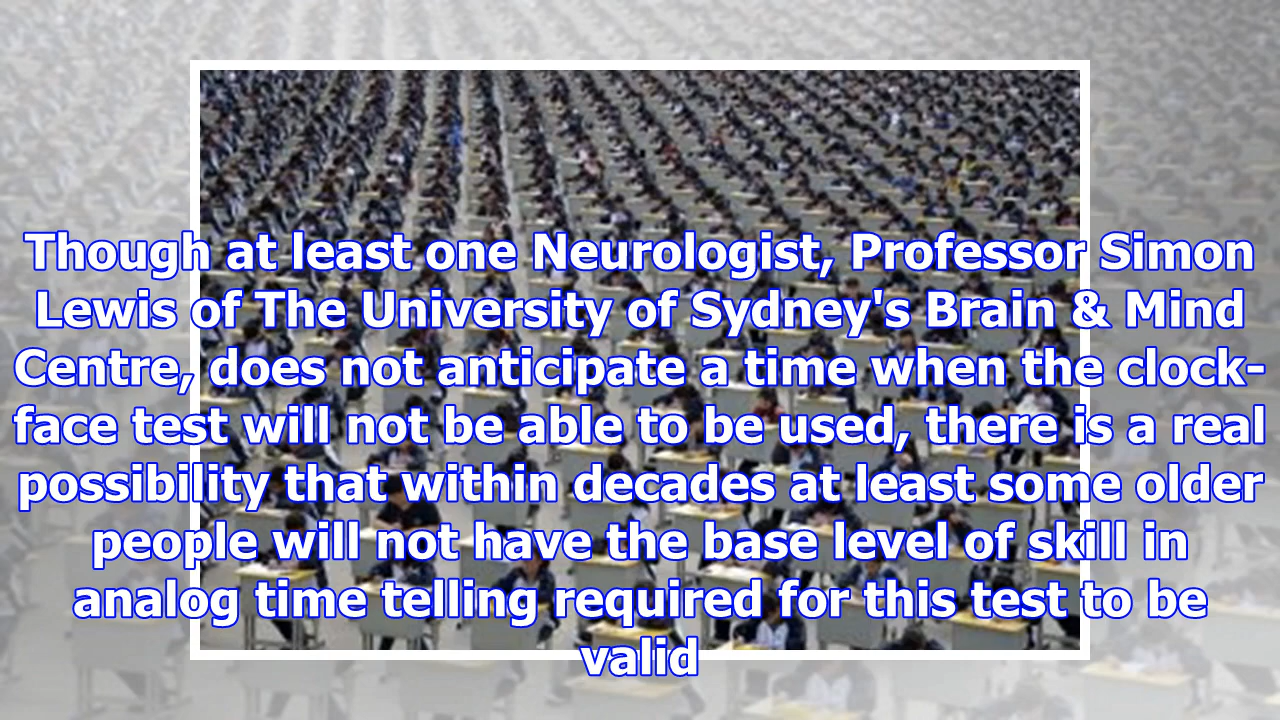 Though at least one Neurologist, Professor Simon
Lewis of The University of Sydney's Brain & Mind
Centre, does not anticipate a time when the clock-
face test will not be able to be used, there is a real
possibility that within decades at least some older
people will not have the base level of skill in
analog time telling required for this test to be
valid